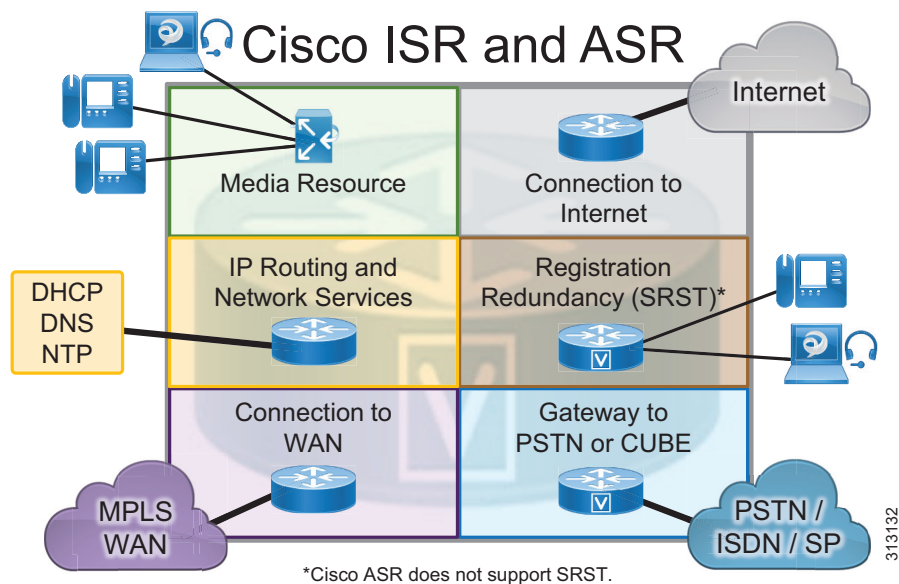 Cisco ISR and ASR
Internet
Media Resource
Connection to
Internet
DHCP
DNS
NTP
IP Routing and
Network Services
Registration
Redundancy (SRST)*
V
Connection to
WAN
Gateway to
PSTN or CUBE
V
V
MPLS
WAN
PSTN /
ISDN / SP
313132
*Cisco ASR does not support SRST.